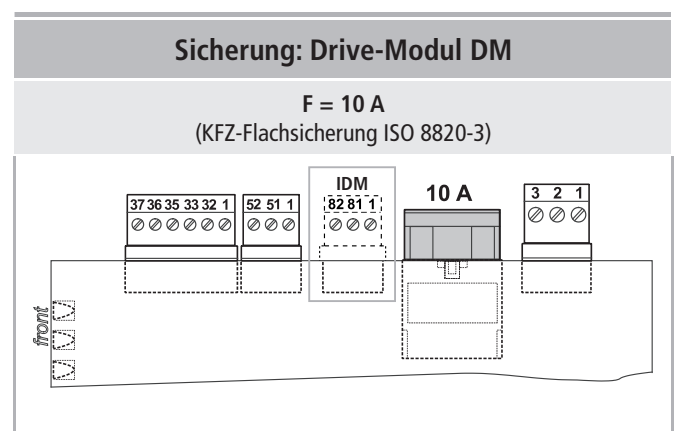 Sicherung: Drive-Modul DM
F = 10 A
(KFZ-Flachsicherung ISO 8820-3)
IDM
10 A
37 36 35 33 32 1
52 51 1
82 81 1
3 2 1
front